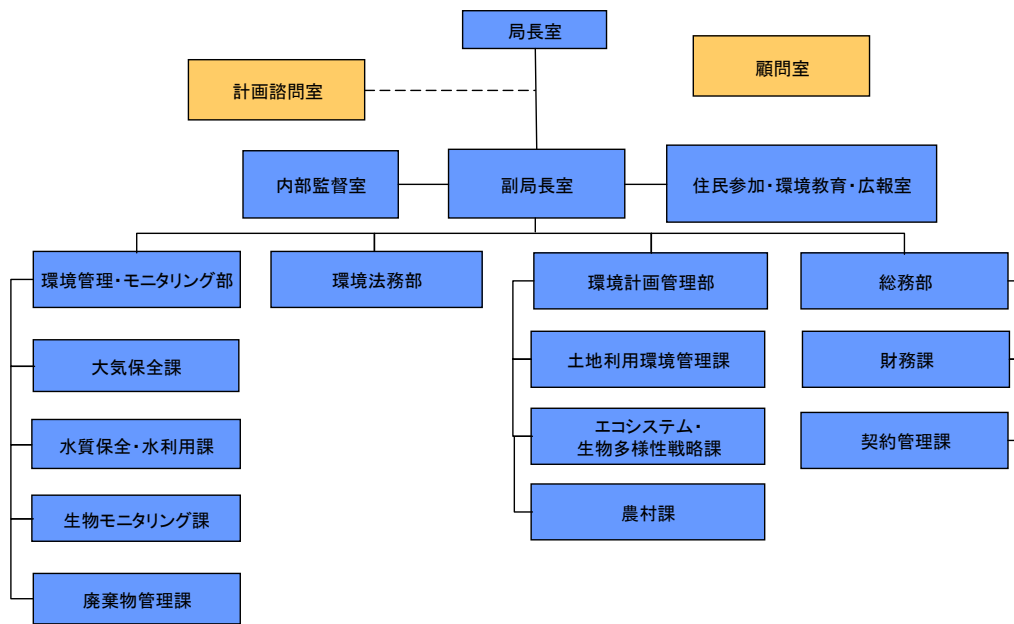 局長室
計画諮問室
顧問室
内部監督室
副局長室
住民参加・環境教育・広報室
環境管理・モニタリング部
環境法務部
環境計画管理部
総務部
大気保全課
土地利用環境管理課
財務課
水質保全・水利用課
エコシステム・
生物多様性戦略課
契約管理課
生物モニタリング課
農村課
廃棄物管理課